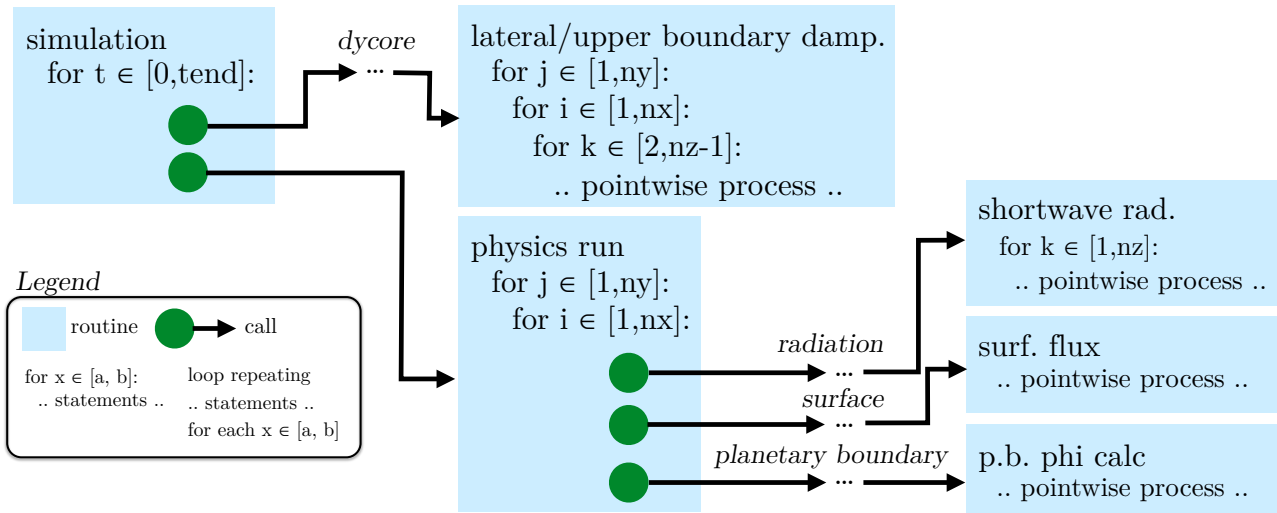 simulation
for t ∈ [0,tend]:
dycore
...
lateral/upper boundary damp.
for j ∈ [1,ny]:
for i ∈ [1,nx]:
for k ∈ [2,nz-1]:
.. pointwise process ..
physics run
for j ∈ [1,ny]:
for i ∈ [1,nx]:
radiation
...
surface
...
planetary boundary
...
shortwave rad.
for k ∈ [1,nz]:
.. pointwise process ..
surf. flux
.. pointwise process ..
p.b. phi calc
.. pointwise process ..
Legend
routine
call
for x ∈ [a, b]:
.. statements ..
loop repeating
.. statements ..
for each x ∈ [a, b]